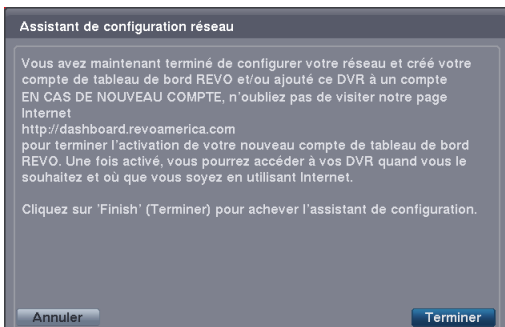 Assistant de configuration réseau
Vous avez maintenant terminé de configurer votre réseau et créé votre
compte de tableau de bord REVO et/ou ajouté ce DVR à un compte
EN CAS DE NOUVEAU COMPTE, n'oubliez pas de visiter notre page
Internet
http://dashboard.revoamerica.com
pour terminer l'activation de votre nouveau compte de tableau de bord
REVO. Une fois activé, vous pourrez accéder à vos DVR quand vous le
souhaitez et où que vous soyez en utilisant Internet.
Cliquez sur 'Finish' (Terminer) pour achever l'assistant de configuration.
Annuler
Terminer